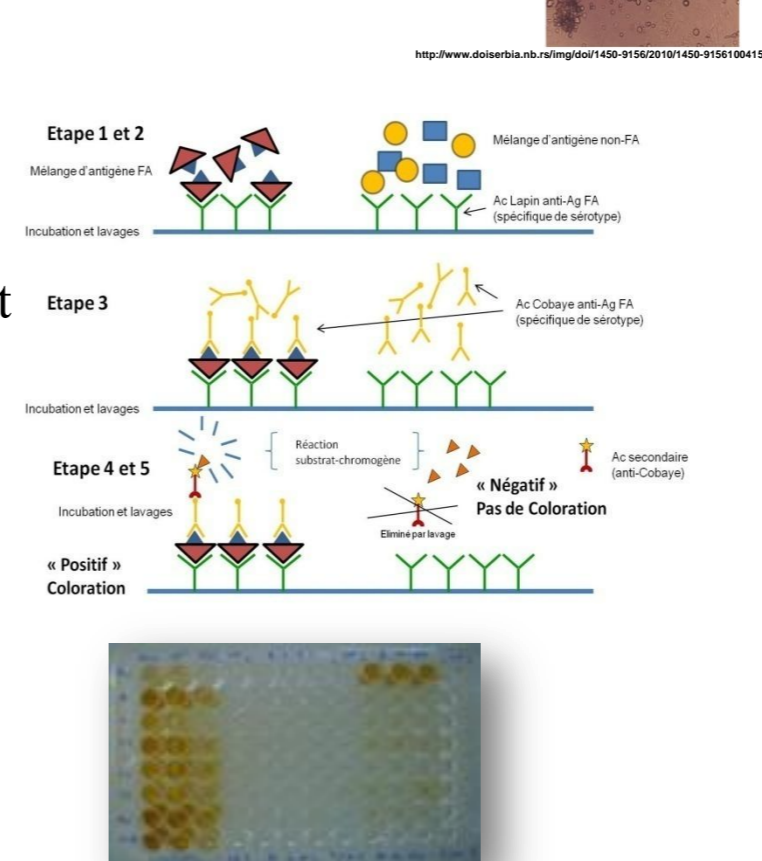 http://www.doiserbia.nb.rs/img/doi/1450-9156/2010/1450-9156100415
Etape 1 et 2
Mélange d'antigène FA
Mélange d'antigène non-FA
Ac Lapin anti-Ag FA
(spécifique de sérotype)
Incubation et lavages
t
Etape 3
Ac Cobaye anti-Ag FA
(spécifique de sérotype)
Incubation et lavages
Réaction
substrat-chromogène
Etape 4 et 5
Ac secondaire
(anti-Cobaye)
« Négatif »
Pas de Coloration
Incubation et lavages
Eliminé par lavage
« Positif »
Coloration